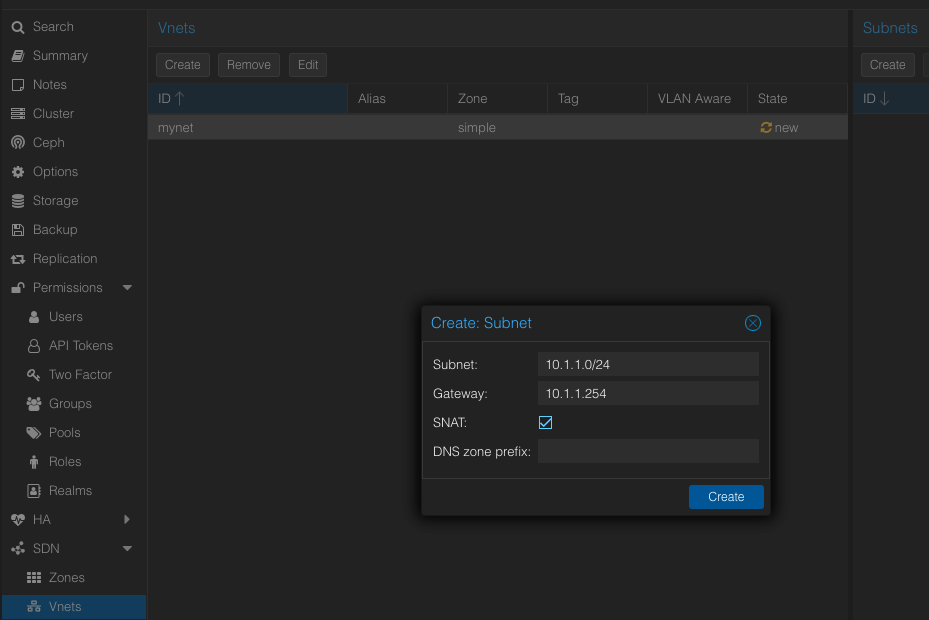 Search
Summary
Notes
Cluster
Ceph
Options
Storage
Backup
Replication
Permissions
Users
API Tokens
Two Factor
Groups
Pools
Roles
Realms
HA
SDN
Zones
Vnets
Vnets
Create Remove Edit
ID Alias Zone Tag VLAN Aware State
mynet simple new
Subnets
Create
ID
Create: Subnet
Subnet: 10.1.1.0/24
Gateway: 10.1.1.254
SNAT:
DNS zone prefix:
Create